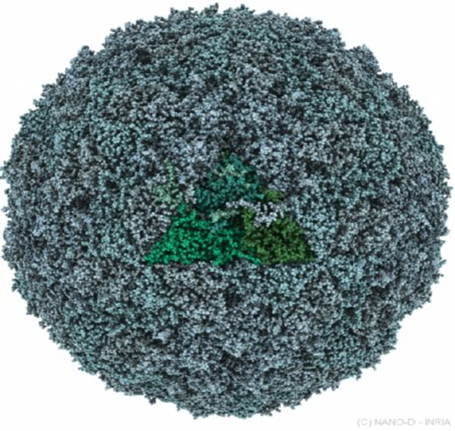 (C) NANO-D - INRIA